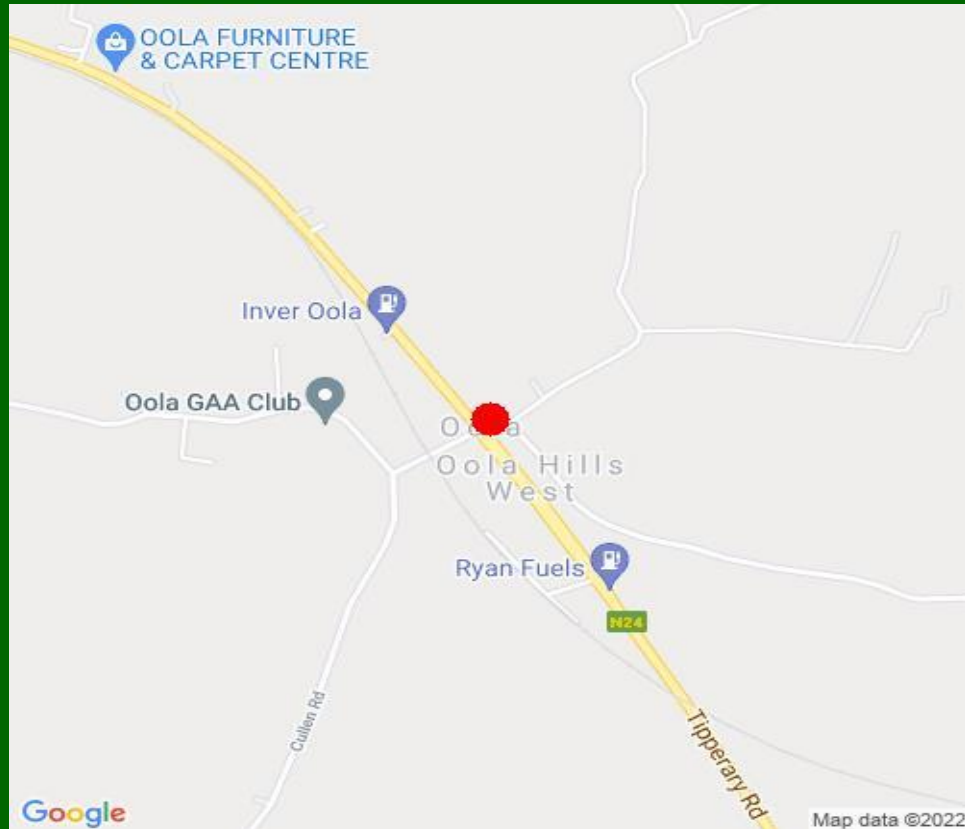 OOLA FURNITURE
& CARPET CENTRE
Inver Oola
Oola GAA Club
Oola
Oola Hills
West
Ryan Fuels
N24
Cullen Rd
Tipperary Rd
Google
Map data ©2022